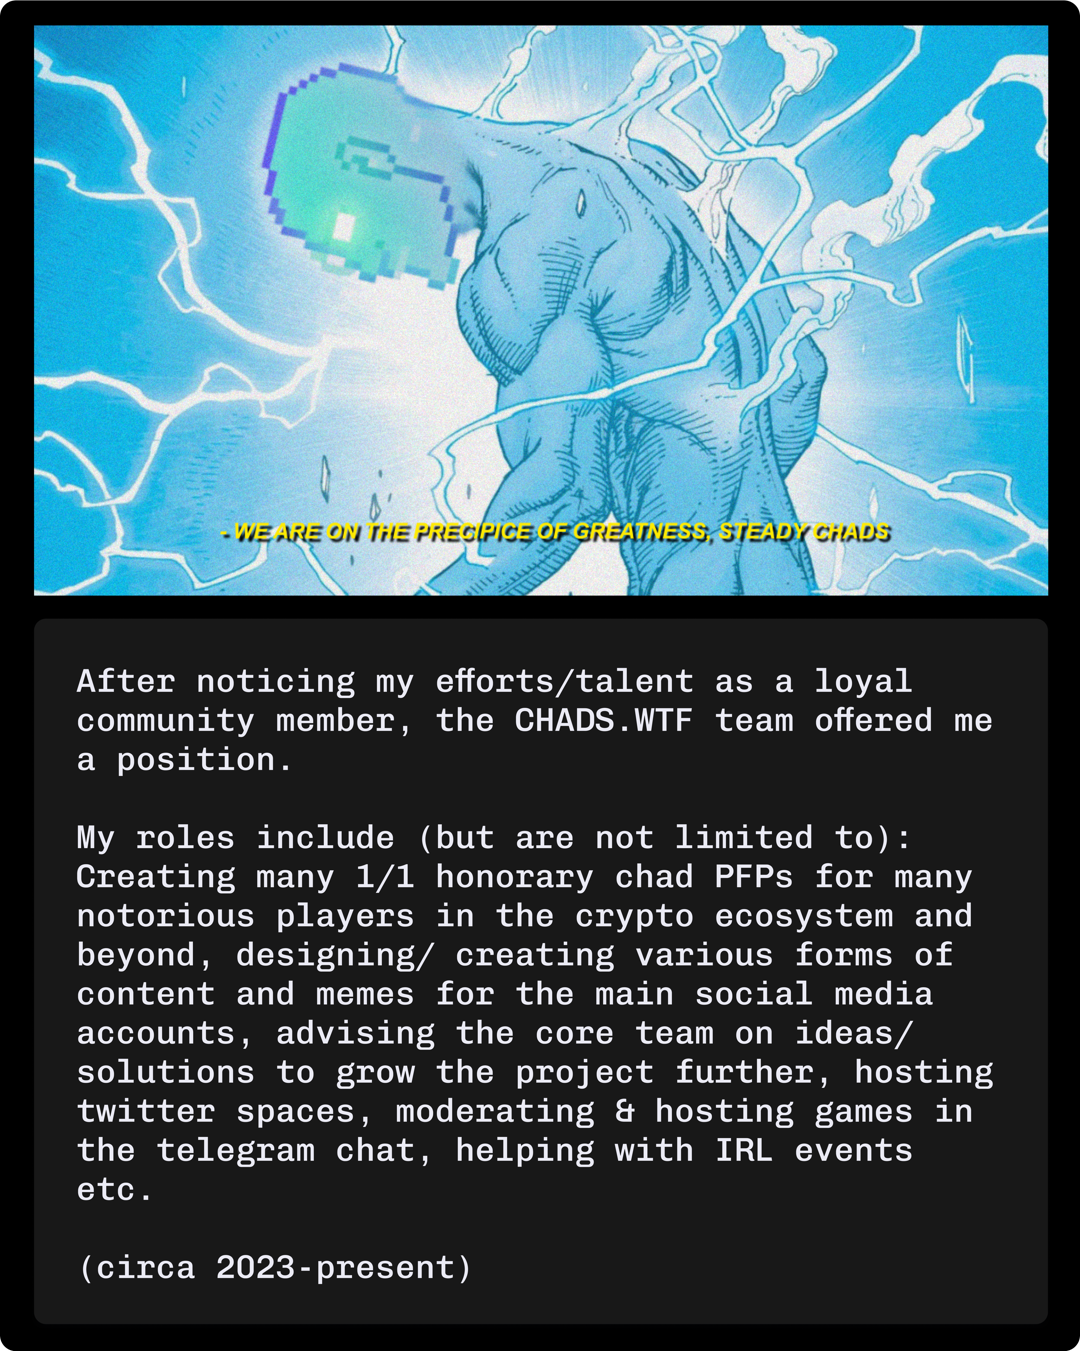 - WE ARE ON THE PRECIPICE OF GREATNESS, STEADY CHADS
After noticing my efforts/talent as a loyal
community member, the CHADS.WTF team offered me
a position.
My roles include (but are not limited to):
Creating many 1/1 honorary chad PFPs for many
notorious players in the crypto ecosystem and
beyond, designing/ creating various forms of
content and memes for the main social media
accounts, advising the core team on ideas/
solutions to grow the project further, hosting
twitter spaces, moderating & hosting games in
the telegram chat, helping with IRL events
etc.
(circa 2023-present)